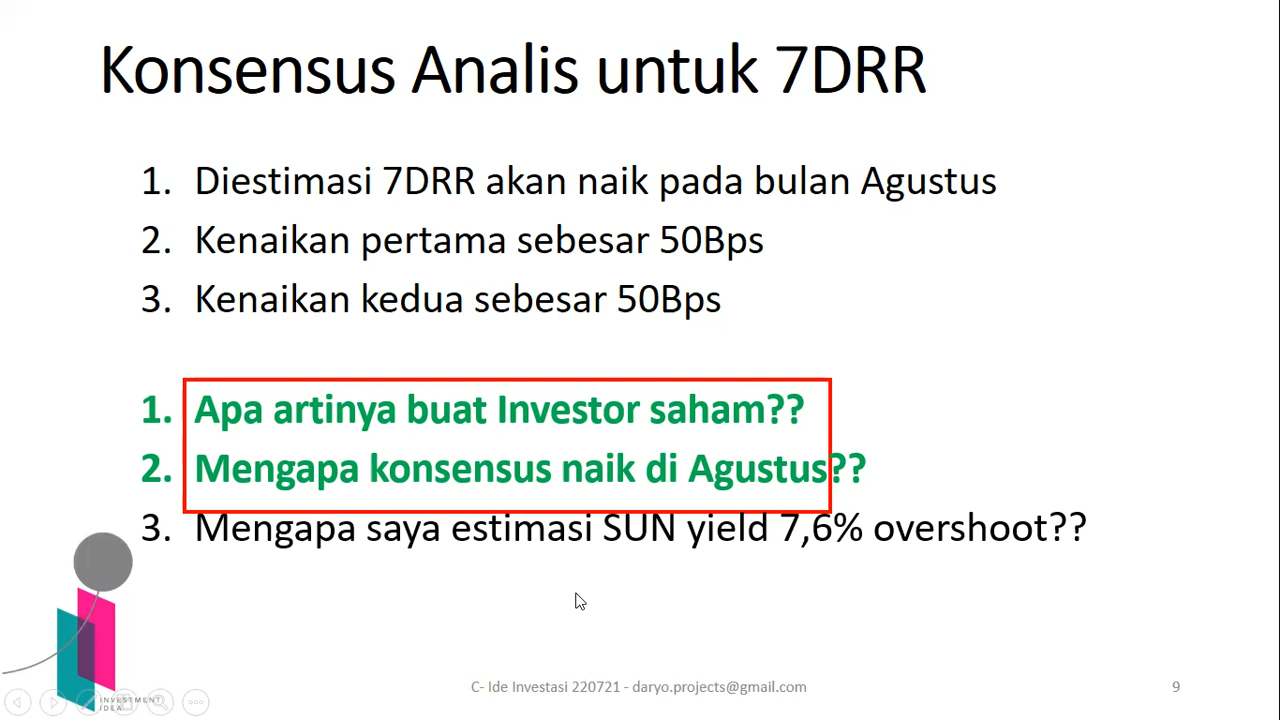 Konsensus Analis untuk 7DRR
1. Diestimasi 7DRR akan naik pada bulan Agustus
2. Kenaikan pertama sebesar 50Bps
3. Kenaikan kedua sebesar 50Bps
1. Apa artinya buat Investor saham??
2. Mengapa konsensus naik di Agustus??
3. Mengapa saya estimasi SUN yield 7,6% overshoot??
INVESTMENT
IDEA
C- Ide Investasi 220721 - daryo.projects@gmail.com
9